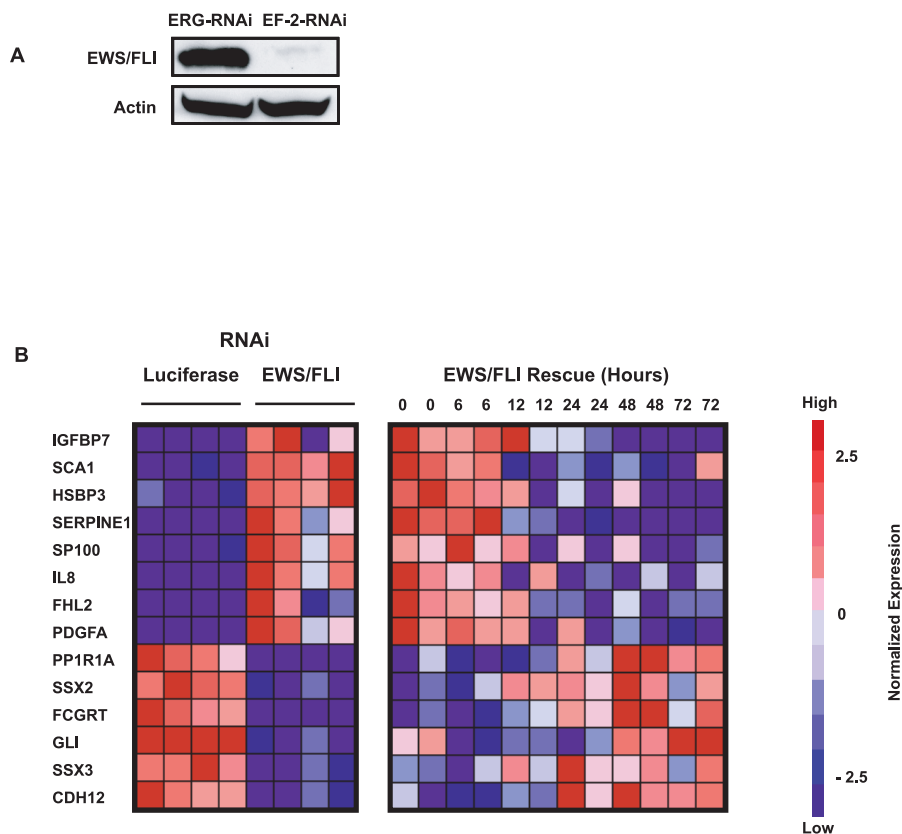 A
ERG-RNAi EF-2-RNAi
EWS/FLI
Actin
B
RNAi
Luciferase EWS/FLI
EWS/FLI Rescue (Hours)
0 0 6 6 12 12 24 24 48 48 72 72
IGFBP7
SCA1
HSBP3
SERPINE1
SP100
IL8
FHL2
PDGFA
PP1R1A
SSX2
FCGRT
GLI
SSX3
CDH12
High
2.5
0
- 2.5
Low
Normalized Expression